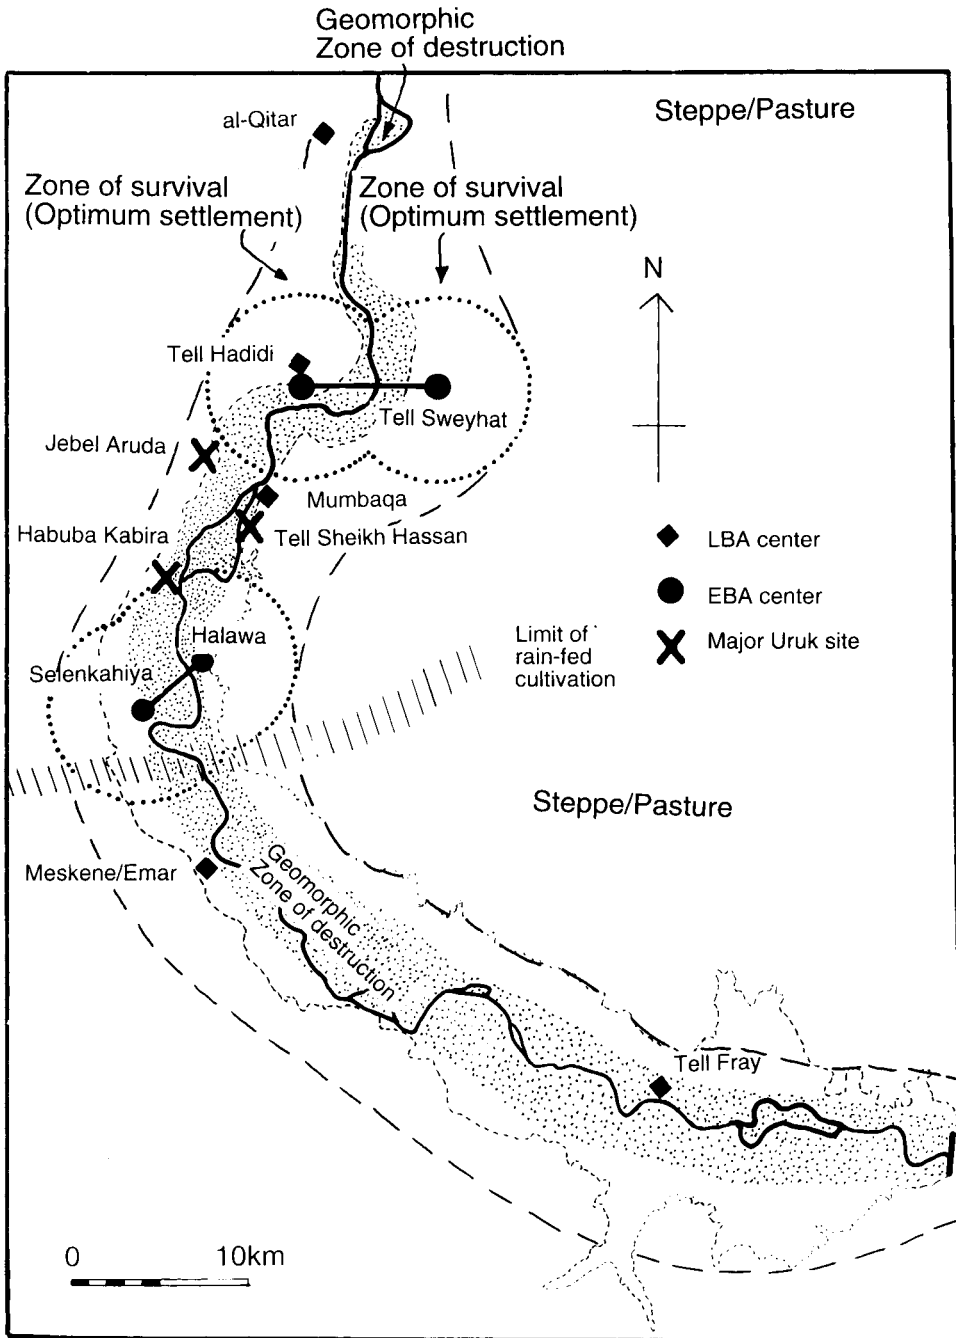 Geomorphic
Zone of destruction
Steppe/Pasture
al-Qitar
Zone of survival
(Optimum settlement)
Zone of survival
(Optimum settlement)
N
Tell Hadidi
Tell Sweyhat
Jebel Aruda
Mumbaqa
Habuba Kabira
Tell Sheikh Hassan
LBA center
EBA center
Major Uruk site
Halawa
Selenkahiya
Limit of
rain-fed
cultivation
Steppe/Pasture
Meskene/Emar
Geomorphic
Zone of destruction
Tell Fray
0 10km